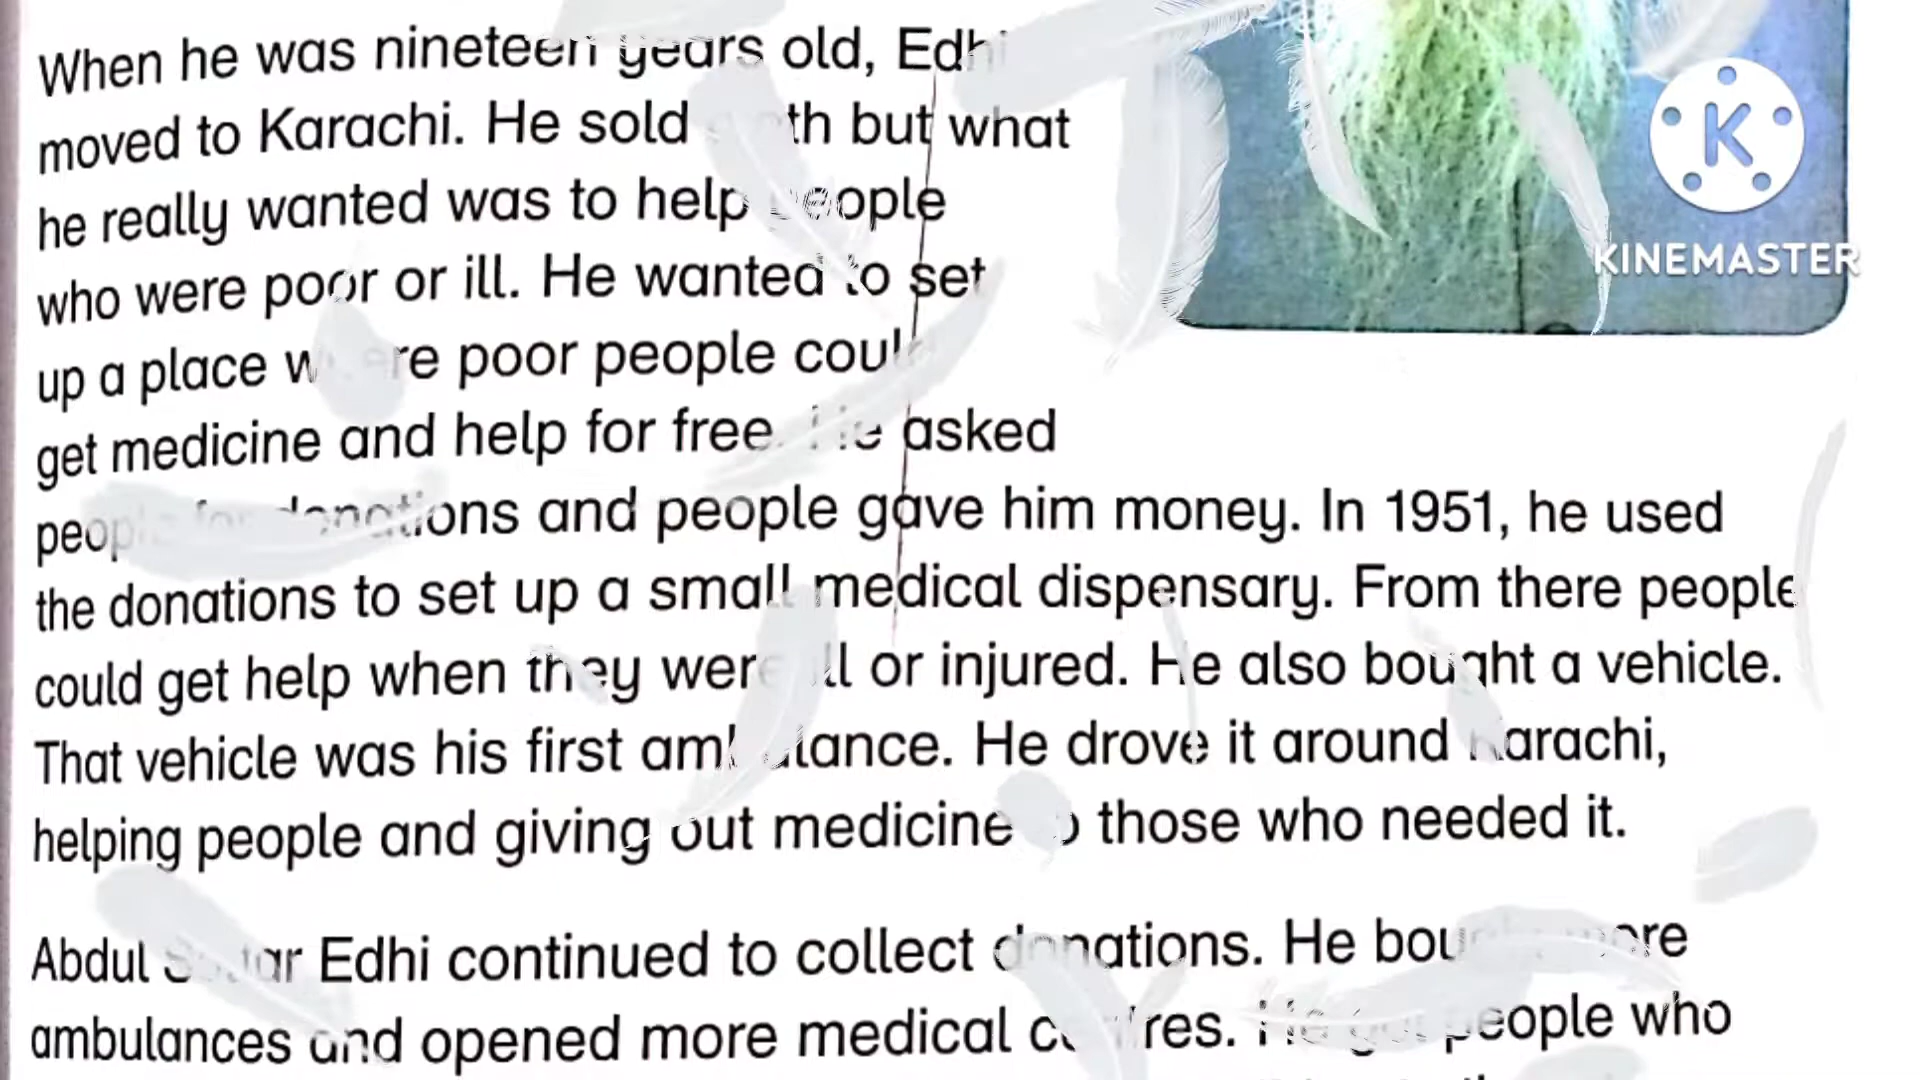 When he was nineteen years old, Edhi
moved to Karachi. He sold but what
he really wanted was to help people
who were poor or ill. He wanted to set
up a place where poor people could
get medicine and help for free. He asked
people for donations and people gave him money. In 1951, he used
the donations to set up a small medical dispensary. From there people
could get help when they were ill or injured. He also bought a vehicle.
That vehicle was his first ambulance. He drove it around Karachi,
helping people and giving out medicine to those who needed it.
Abdul Sattar Edhi continued to collect donations. He bought more
ambulances and opened more medical centres. He got people who
K
KINEMASTER